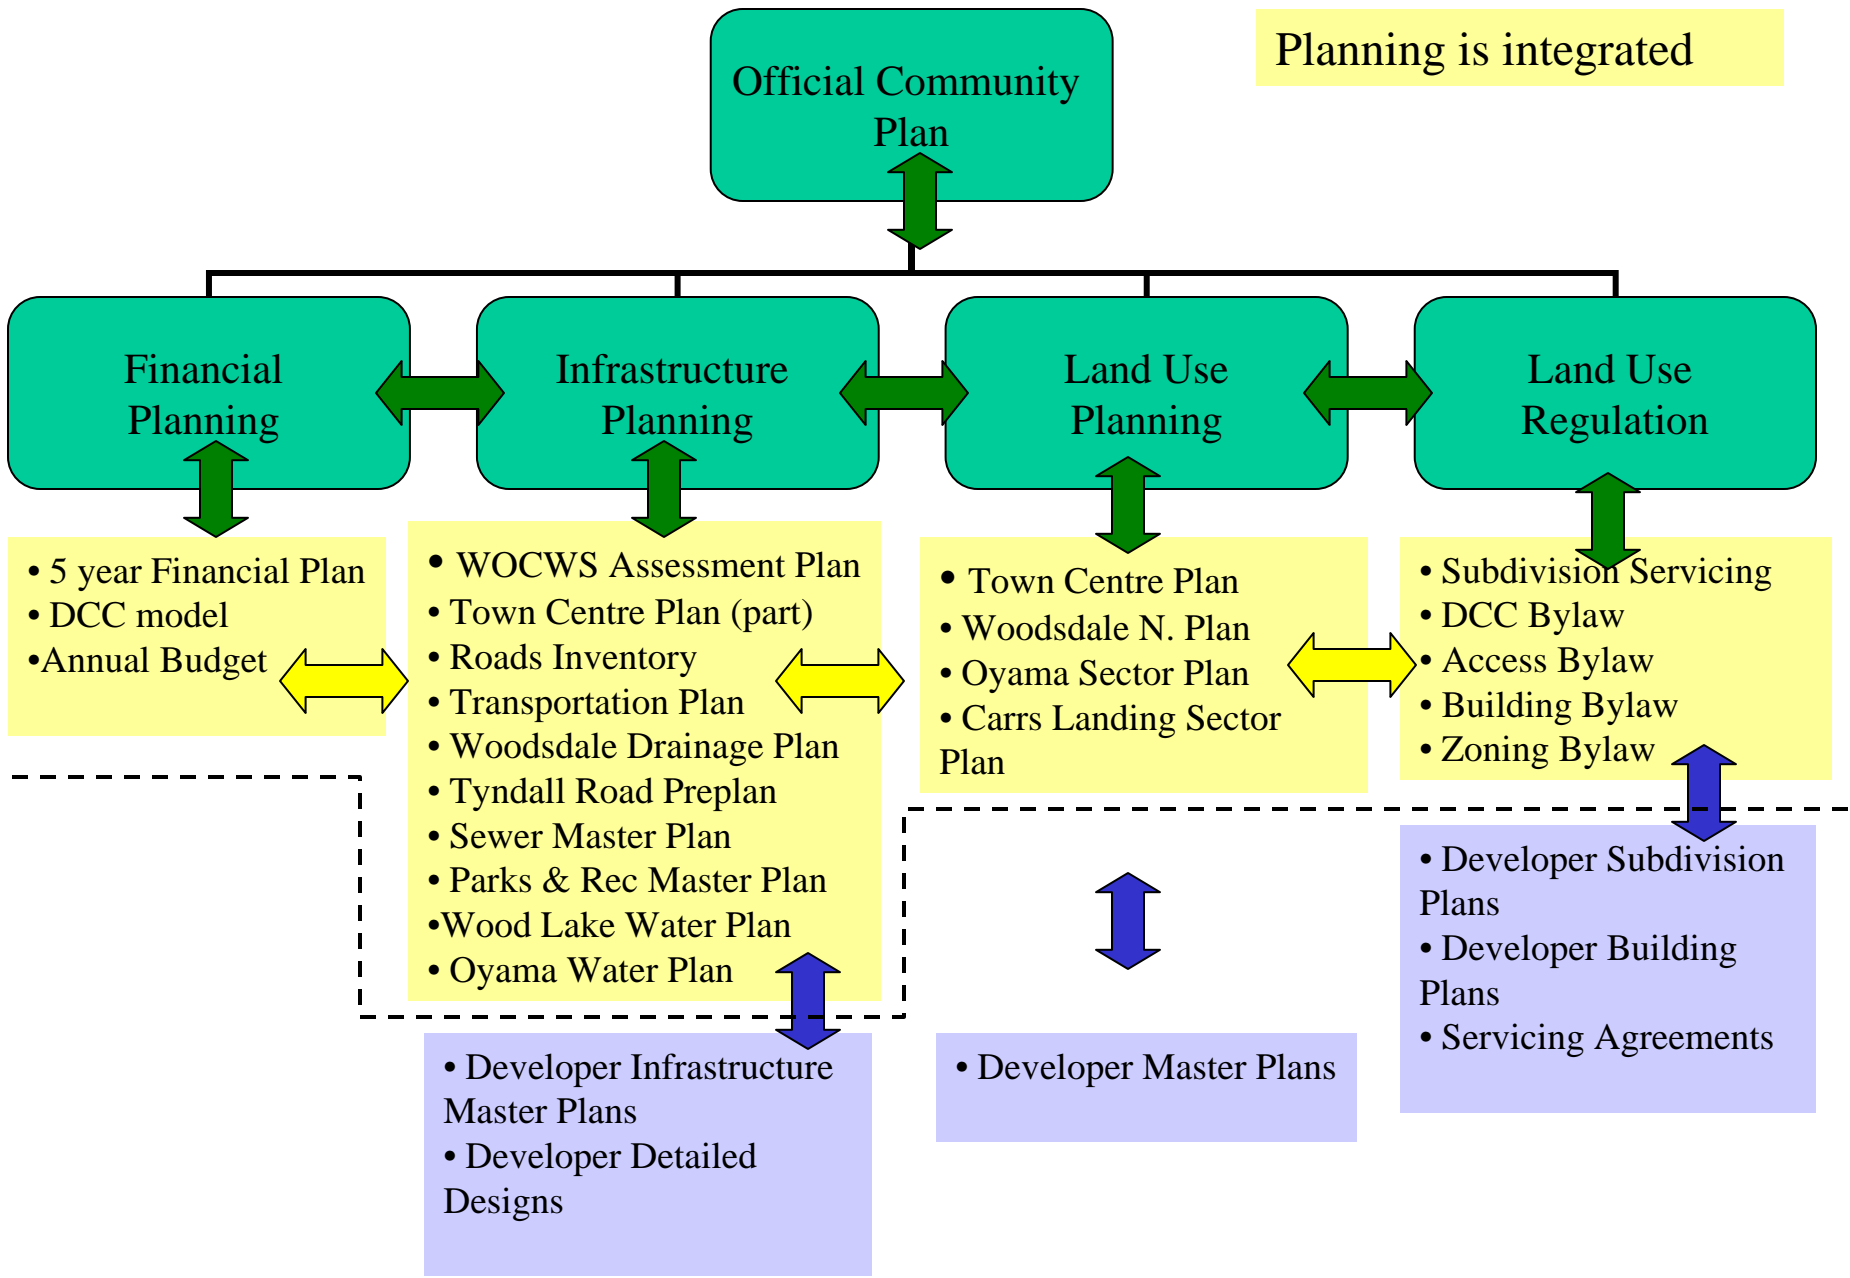 Planning is integrated
Official Community
Plan
Financial
Planning
Infrastructure
Planning
Land Use
Planning
Land Use
Regulation
• 5 year Financial Plan
• DCC model
•Annual Budget
• WOCWS Assessment Plan
• Town Centre Plan (part)
• Roads Inventory
• Transportation Plan
• Woodsdale Drainage Plan
• Tyndall Road Preplan
• Sewer Master Plan
• Parks & Rec Master Plan
•Wood Lake Water Plan
• Oyama Water Plan
• Town Centre Plan
• Woodsdale N. Plan
• Oyama Sector Plan
• Carrs Landing Sector
Plan
• Subdivision Servicing
• DCC Bylaw
• Access Bylaw
• Building Bylaw
• Zoning Bylaw
• Developer Infrastructure
Master Plans
• Developer Detailed
Designs
• Developer Master Plans
• Developer Subdivision
Plans
• Developer Building
Plans
• Servicing Agreements